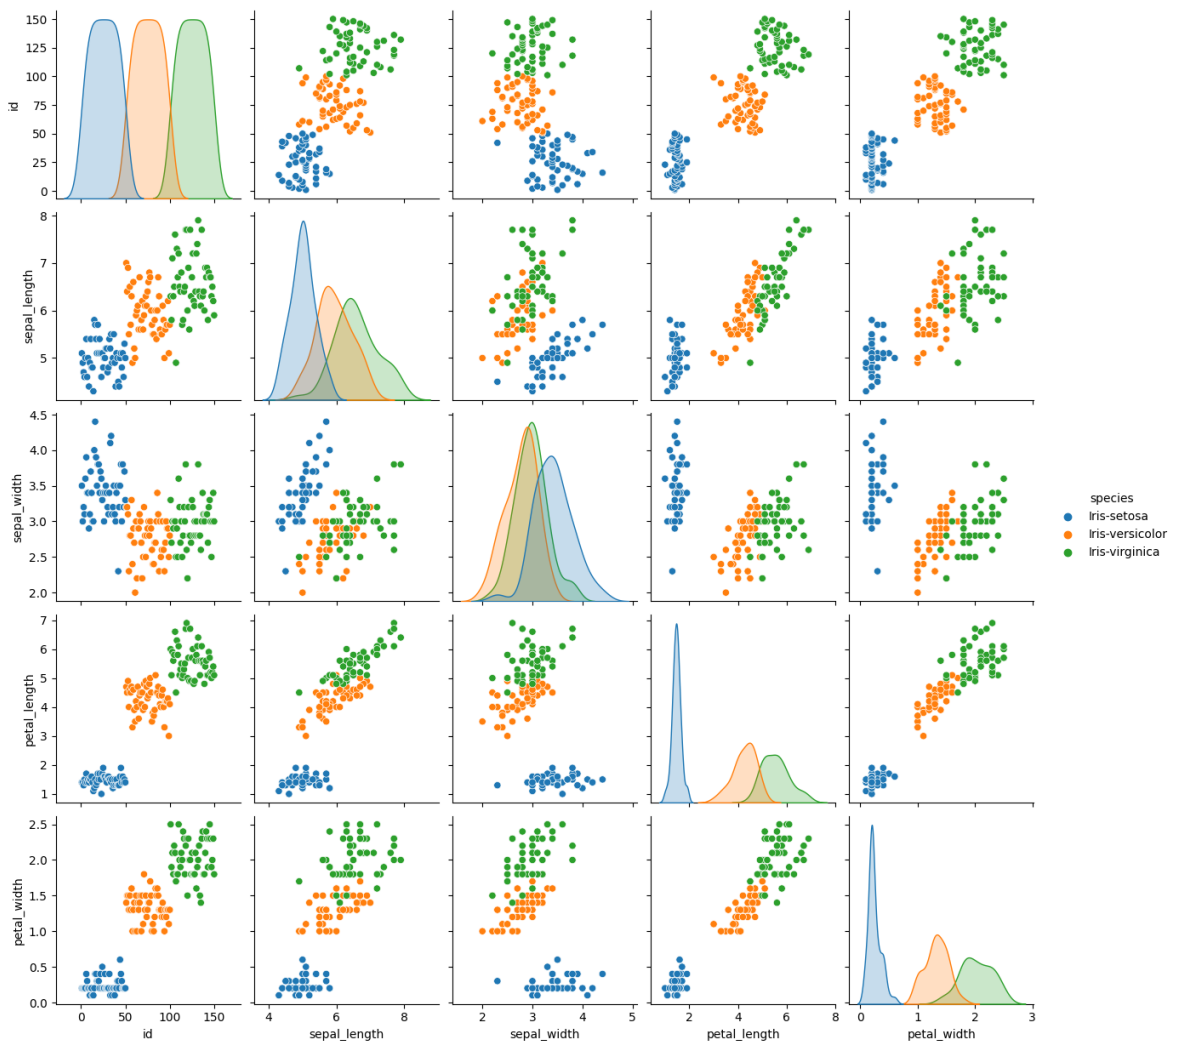 150
125
100
75
50
25
0
id
8
7
6
5
sepal_length
4.5
4.0
3.5
3.0
2.5
2.0
sepal_width
species
Iris-setosa
Iris-versicolor
Iris-virginica
7
6
5
4
3
2
1
petal_length
2.5
2.0
1.5
1.0
0.5
0.0
petal_width
0 50 100 150
id
4 6 8
sepal_length
2 3 4 5
sepal_width
2 4 6 8
petal_length
0 1 2 3
petal_width